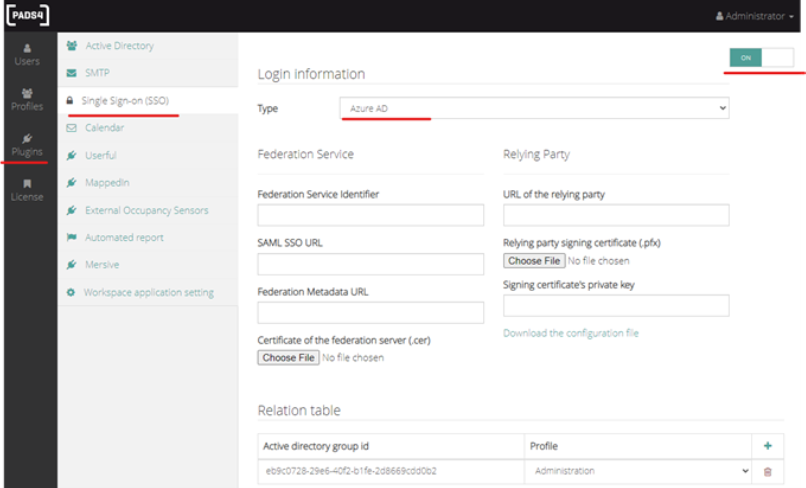 PADS4
Administrator
Users
Profiles
Plugins
License
Active Directory
SMTP
Single Sign-on (SSO)
Calendar
Userful
MappedIn
External Occupancy Sensors
Automated report
Mersive
Workspace application setting
ON
Login information
Type
Azure AD
Federation Service
Federation Service Identifier
SAML SSO URL
Federation Metadata URL
Certificate of the federation server (.cer)
Choose File No file chosen
Relying Party
URL of the relying party
Relying party signing certificate (.pfx)
Choose File No file chosen
Signing certificate's private key
Download the configuration file
Relation table
Active directory group id Profile +
eb9c0728-29e6-40f2-b1fe-2d8669cdd0b2 Administration